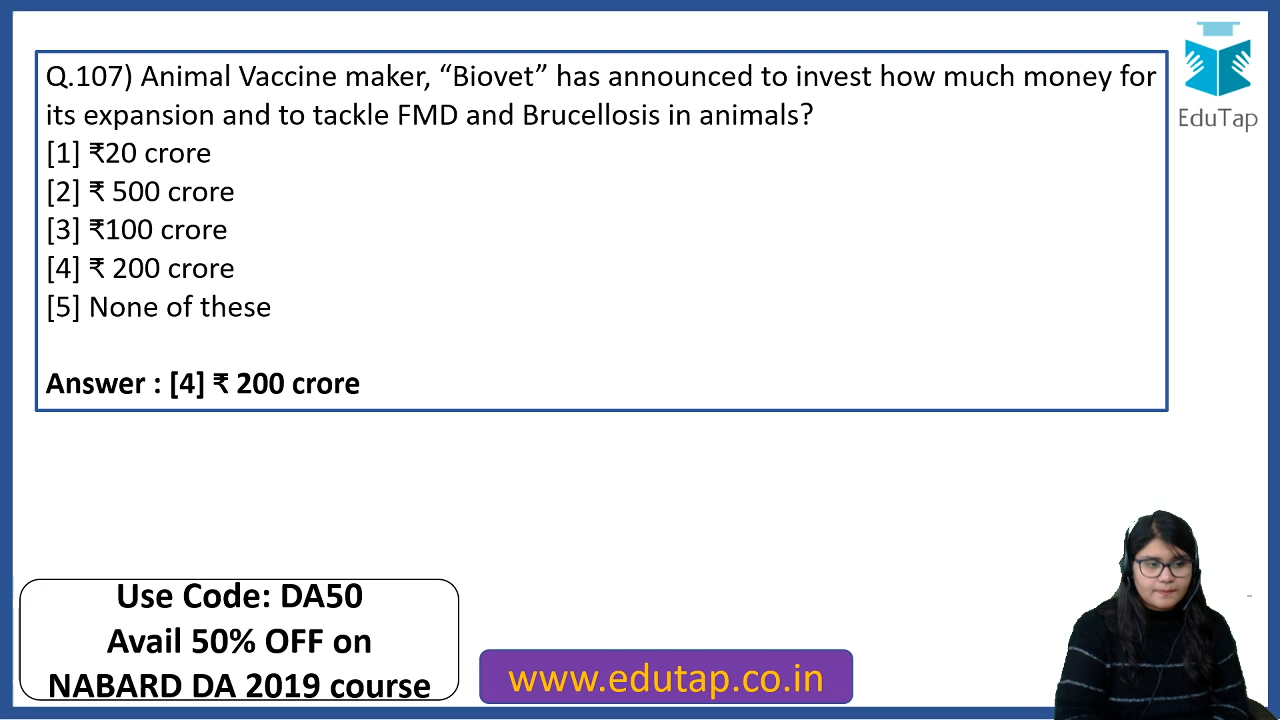 Q.107) Animal Vaccine maker, “Biovet” has announced to invest how much money for
its expansion and to tackle FMD and Brucellosis in animals?
[1] ₹20 crore
[2] ₹ 500 crore
[3] ₹100 crore
[4] ₹ 200 crore
[5] None of these
Answer : [4] ₹ 200 crore
EduTap
Use Code: DA50
Avail 50% OFF on
NABARD DA 2019 course
www.edutap.co.in